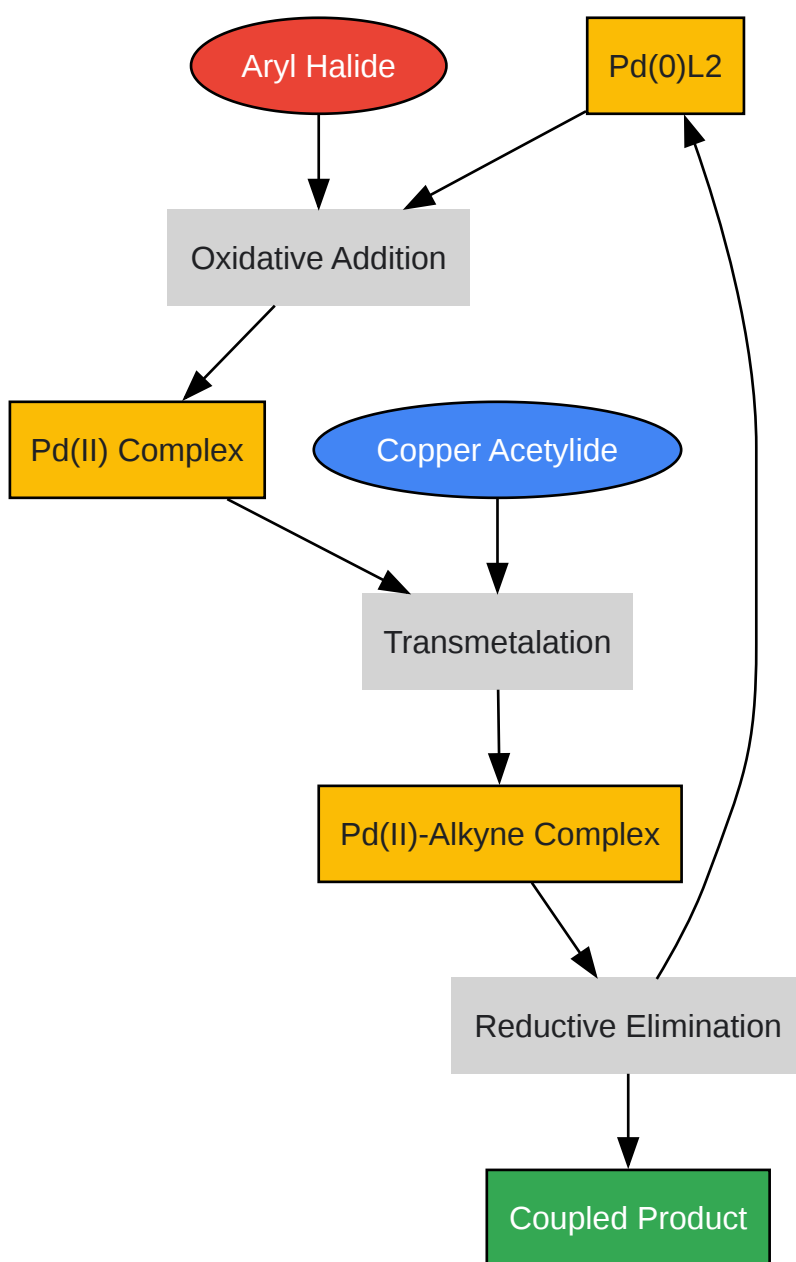 Aryl Halide
Pd(0)L2
Oxidative Addition
Pd(II) Complex
Copper Acetylide
Transmetalation
Pd(II)-Alkyne Complex
Reductive Elimination
Coupled Product